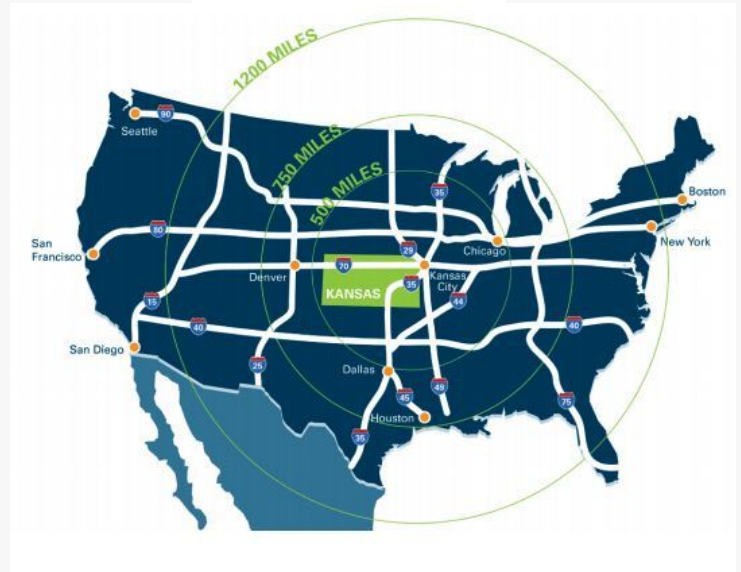 1200 MILES
750 MILES
500 MILES
90
Seattle
35
Boston
80
San
Francisco
New York
29
Chicago
Denver
70
Kansas
City
KANSAS
35
44
15
40
40
San Diego
25
Dallas
49
45
75
Houston
35